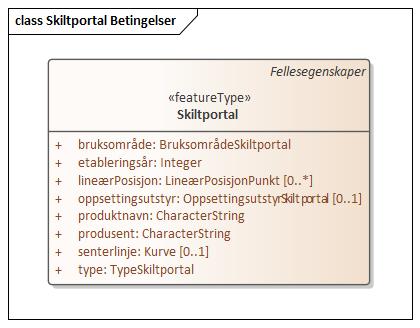 class Skiltportal Betingelser
Fellesegenskaper
«featureType»
Skiltportal
+ bruksområde: BruksområdeSkiltportal
+ etableringsår: Integer
+ lineærPosisjon: LineærPosisjonPunkt [0..*]
+ oppsettingsutstyr: OppsettingsutstyrSkiltportal [0..1]
+ produktnavn: CharacterString
+ produsent: CharacterString
+ senterlinje: Kurve [0..1]
+ type: TypeSkiltportal